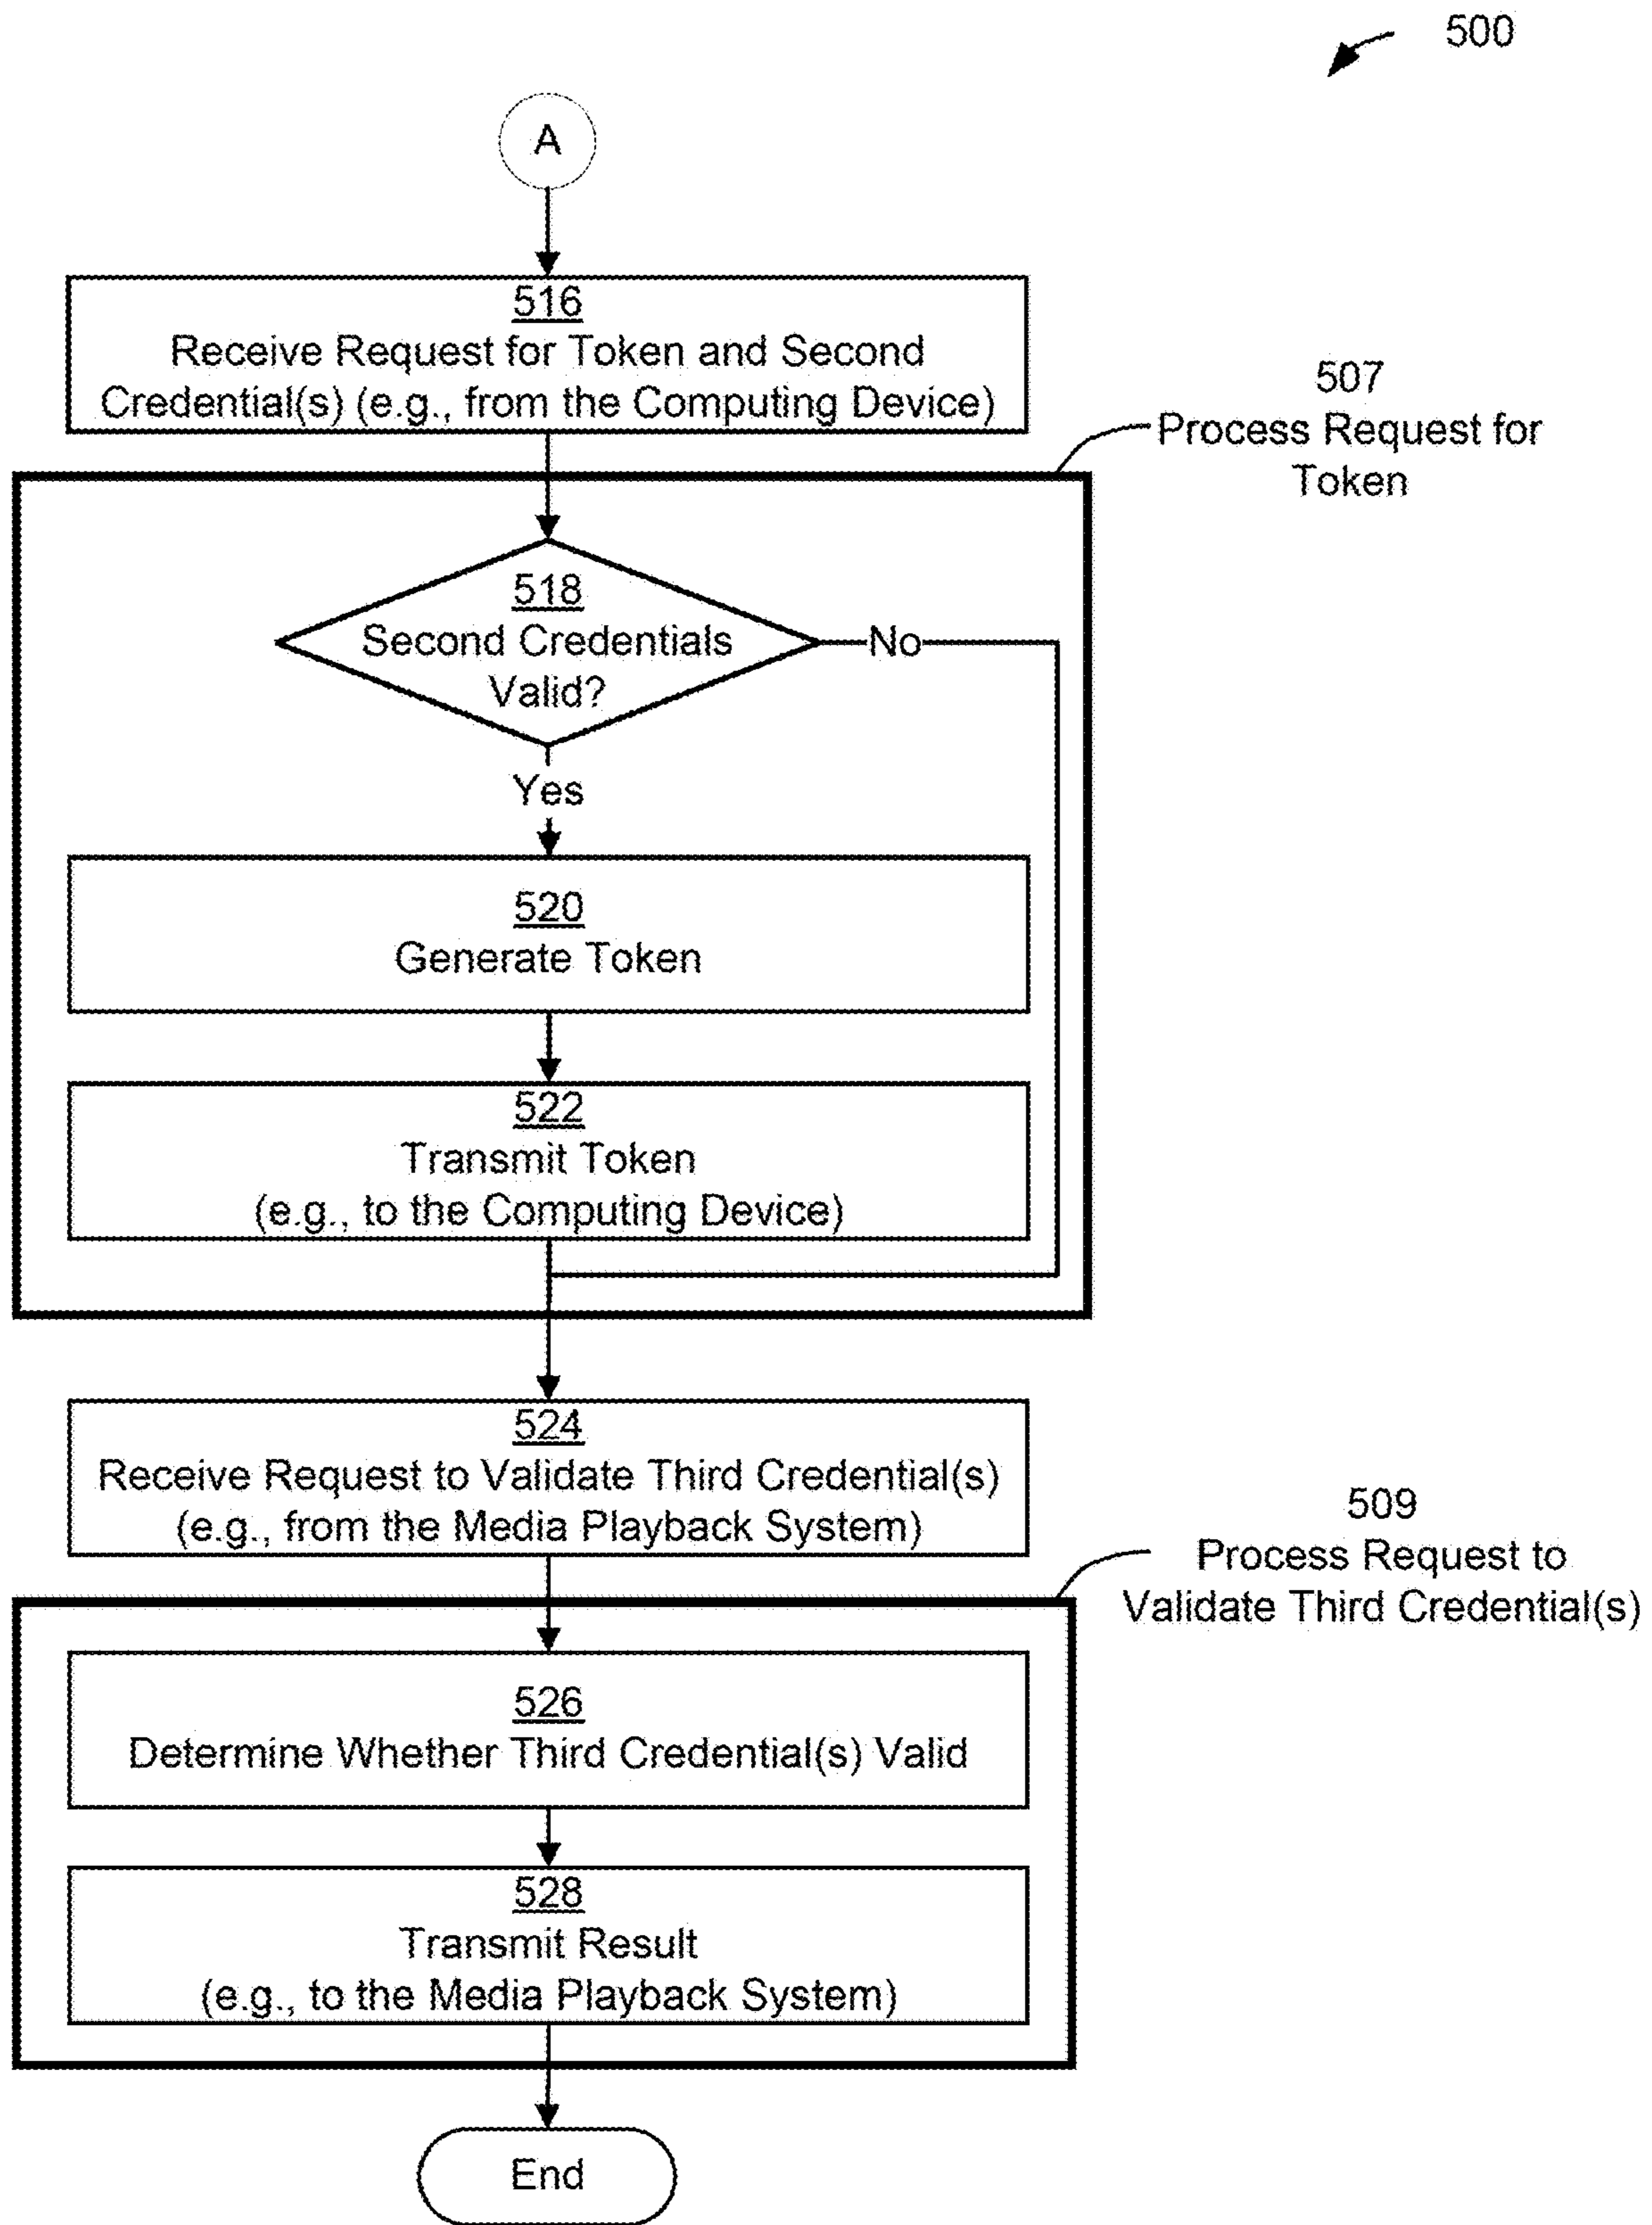 500
A
516
Receive Request for Token and Second
Credential(s) (e.g., from the Computing Device)
507
Process Request for
Token
518
Second Credentials
Valid?
No
Yes
520
Generate Token
522
Transmit Token
(e.g., to the Computing Device)
524
Receive Request to Validate Third Credential(s)
(e.g., from the Media Playback System)
509
Process Request to
Validate Third Credential(s)
526
Determine Whether Third Credential(s) Valid
528
Transmit Result
(e.g., to the Media Playback System)
End